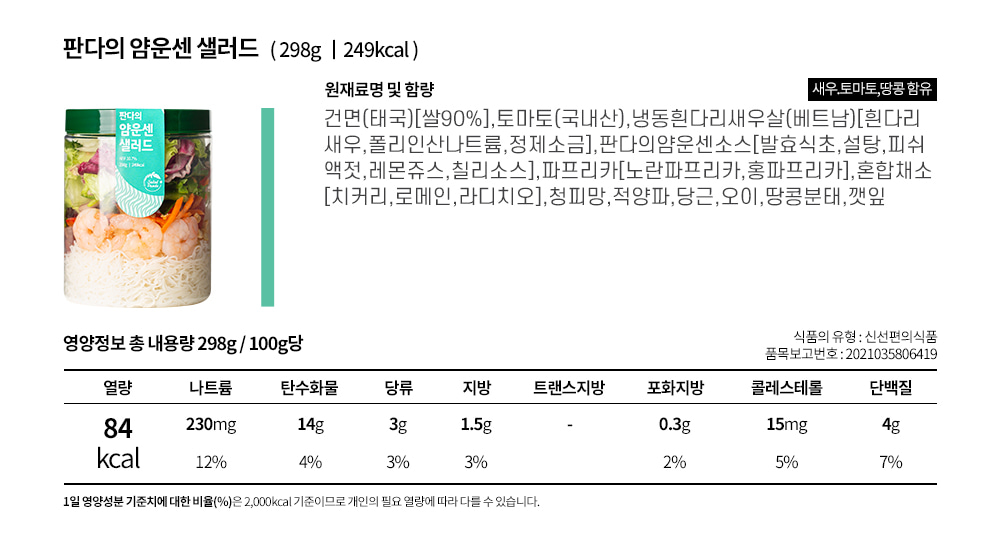 판다의 얌운센 샐러드 ( 298g | 249kcal )
원재료명 및 함량
새우.토마토,땅콩 함유
건면(태국)[쌀90%],토마토(국내산),냉동흰다리새우살(베트남)[흰다리
새우,폴리인산나트륨,정제소금],판다의얌운센소스[발효식초,설탕,피쉬
액젓,레몬쥬스,칠리소스],파프리카[노란파프리카,홍파프리카],혼합채소
[치커리,로메인,라디치오],청피망,적양파,당근,오이,땅콩분태,깻잎
판다의
얌운센
샐러드
298g | 249kcal
영양정보 총 내용량 298g / 100g당
식품의 유형 : 신선편의식품
품목보고번호 : 2021035806419
열량 나트륨 탄수화물 당류 지방 트랜스지방 포화지방 콜레스테롤 단백질
84 230mg 14g 3g 1.5g - 0.3g 15mg 4g
kcal 12% 4% 3% 3% 2% 5% 7%
1일 영양성분 기준치에 대한 비율(%)은 2,000kcal 기준이므로 개인의 필요 열량에 따라 다를 수 있습니다.